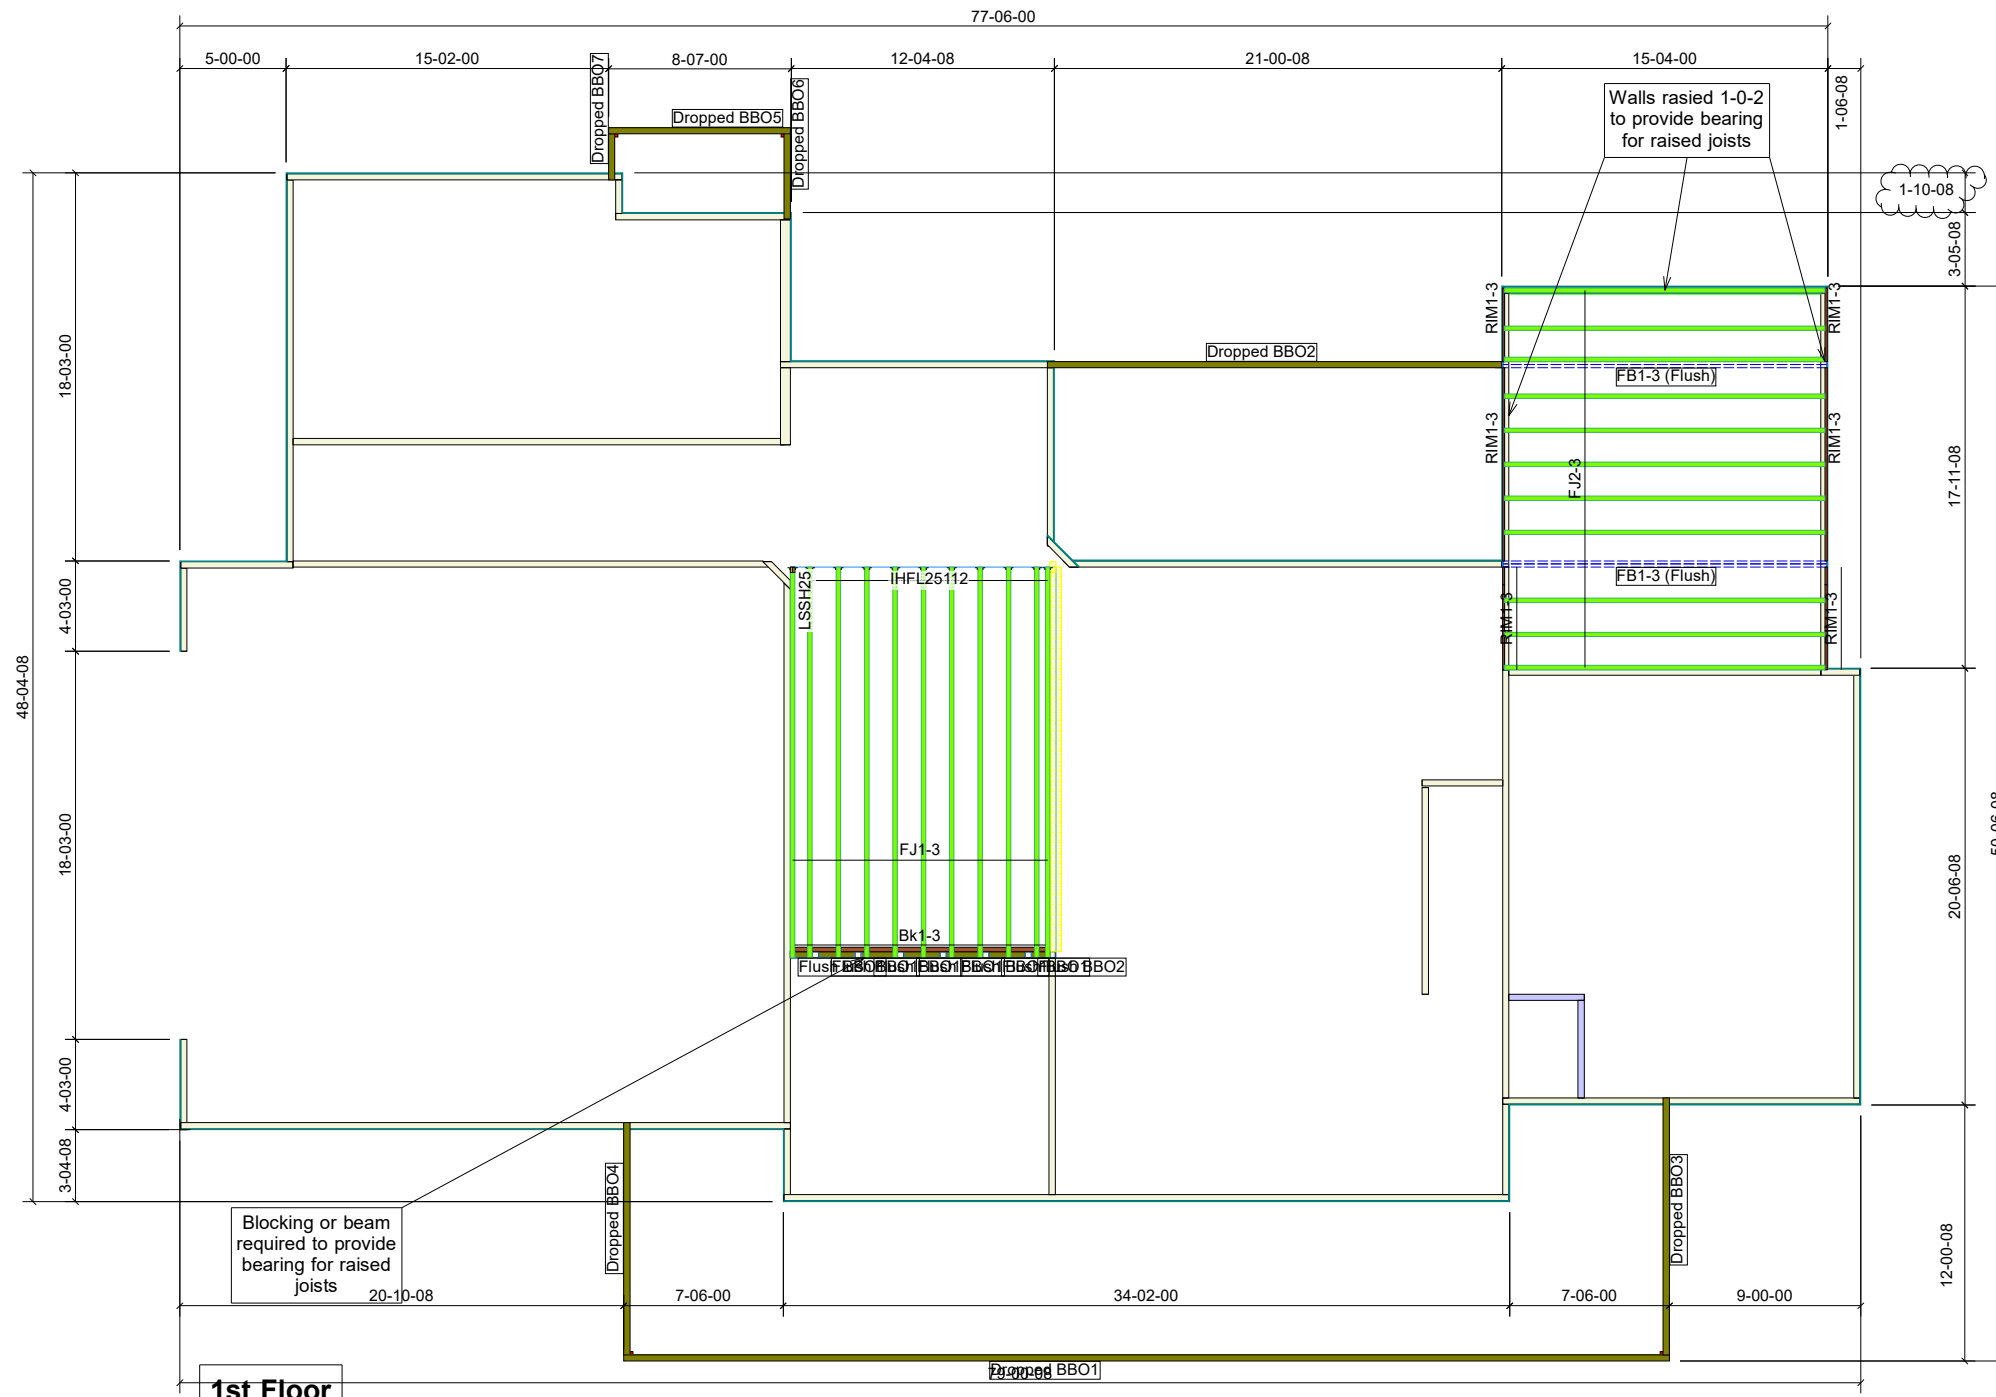 77-06-00
5-00-00
15-02-00
8-07-00
12-04-08
21-00-08
15-04-00
1-06-08
Dropped BBO7
Dropped BBO5
Dropped BBO6
Walls rasied 1-0-2
to provide bearing
for raised joists
1-10-08
3-05-08
18-03-00
RIM1-3
RIM1-3
Dropped BBO2
FB1-3 (Flush)
RIM1-3
RIM1-3
FJ2-3
17-11-08
FB1-3 (Flush)
IHFL25112
LSSH25
RIM1-3
RIM1-3
4-03-00
48-04-08
18-03-00
FJ1-3
20-06-08
Bk1-3
BBO2
4-03-00
3-04-08
Dropped BBO4
Dropped BBO3
Blocking or beam
required to provide
bearing for raised
joists
12-00-08
20-10-08
7-06-00
34-02-00
7-06-00
9-00-00
Dropped BBO1
79-00-08
1st Floor